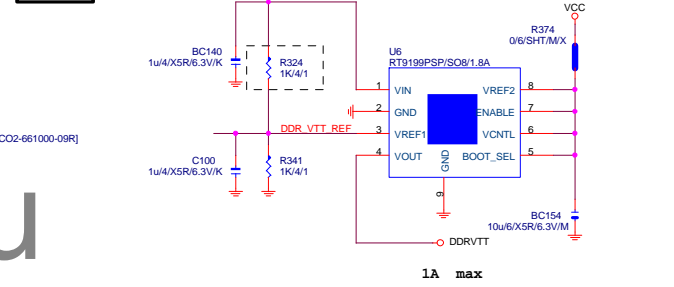 VCC
R374
0/6/SHT/M/X
BC140
1u/4/X5R/6.3V/K
R324
1K/4/1
U6
RT9199PSP/SO8/1.8A
1 VIN VREF2 8
2 GND ENABLE 7
DDR_VTT_REF 3 VREF1 VCNTL 6
4 VOUT GND BOOT_SEL 5
9
CO2-661000-09R]
C100
1u/4/X5R/6.3V/K
R341
1K/4/1
BC154
10u/6/X5R/6.3V/M
DDRVTT
1A max
u